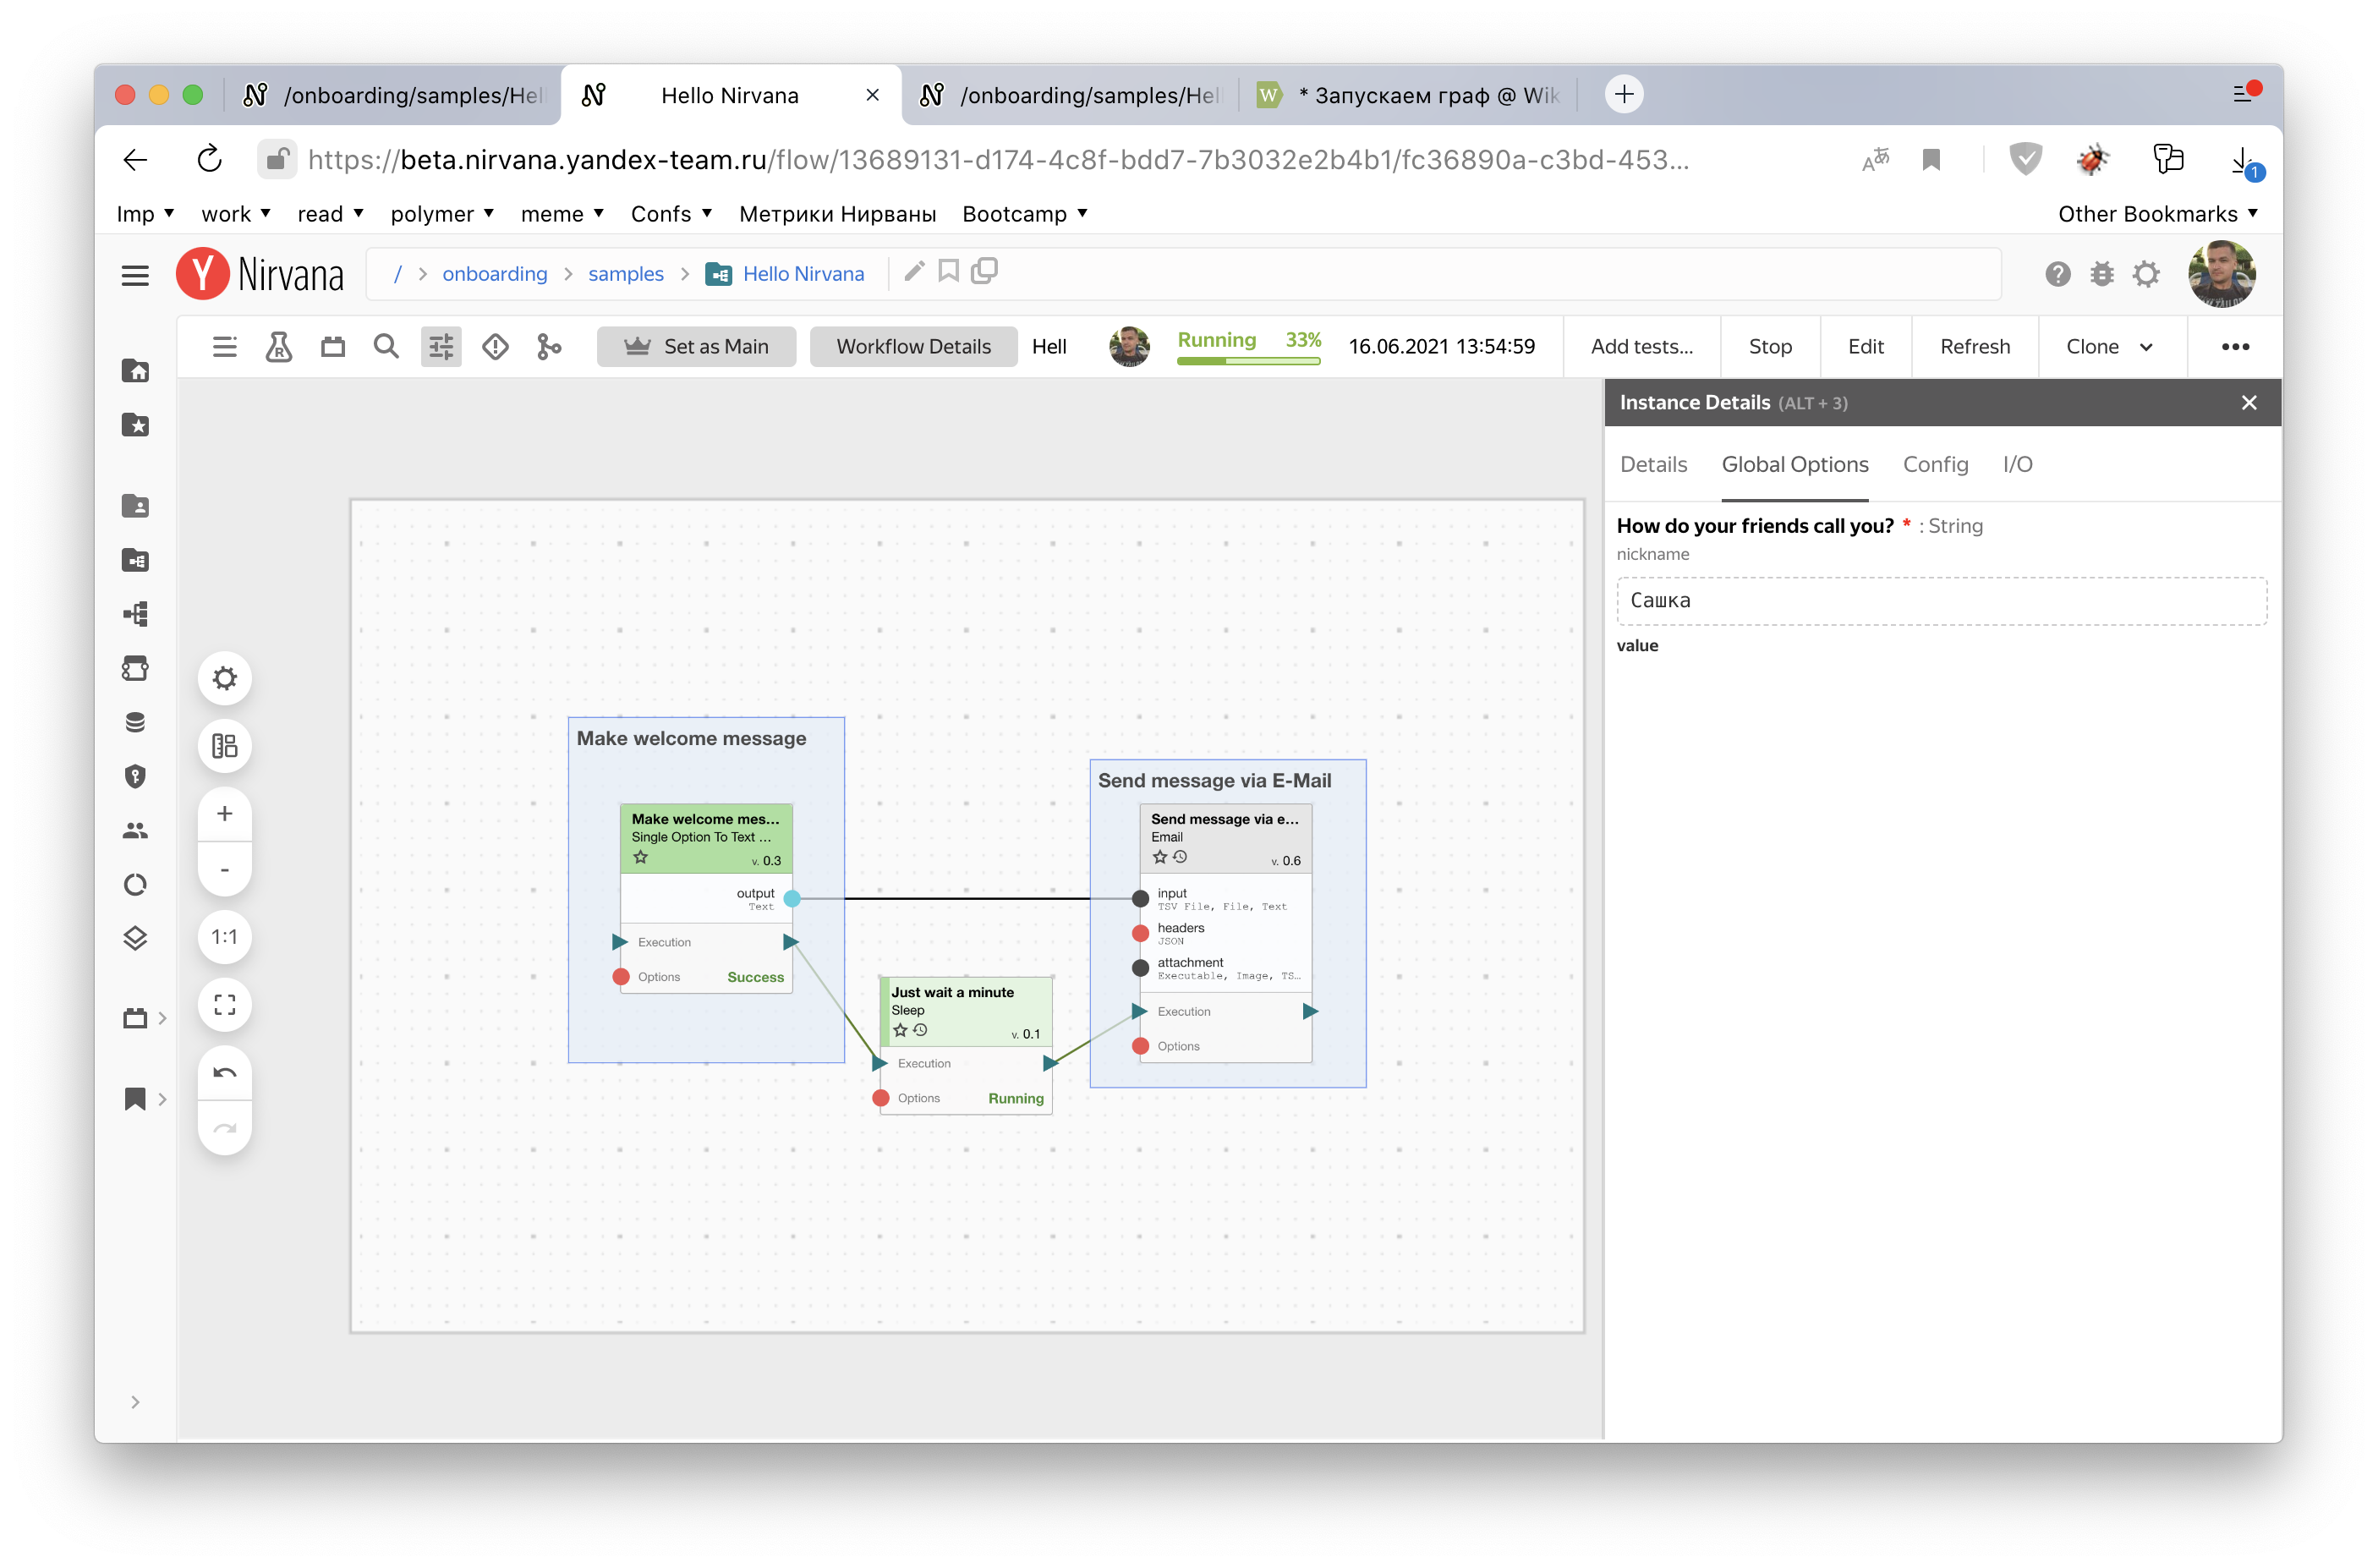 /onboarding/samples/Hel
Hello Nirvana
/onboarding/samples/Hel
W
* Запускаем граф @ Wik
https://beta.nirvana.yandex-team.ru/flow/13689131-d174-4c8f-bdd7-7b3032e2b4b1/fc36890a-c3bd-453...
1
Imp work read polymer meme Confs Метрики Нирваны Bootcamp Other Bookmarks
Y Nirvana / > onboarding > samples > Hello Nirvana
Set as Main Workflow Details Hell Running 33% 16.06.2021 13:54:59 Add tests... Stop Edit Refresh Clone
Instance Details (ALT + 3)
Details Global Options Config I/O
How do your friends call you? * : String
nickname
Сашка
value
Make welcome message
Make welcome mes...
Single Option To Text ...
v. 0.3
output
Text
Execution
Options Success
Just wait a minute
Sleep
v. 0.1
Execution
Options Running
Send message via E-Mail
Send message via e...
Email
v. 0.6
input
TSV File, File, Text
headers
JSON
attachment
Executable, Image, TS...
Execution
Options
+
-
1:1